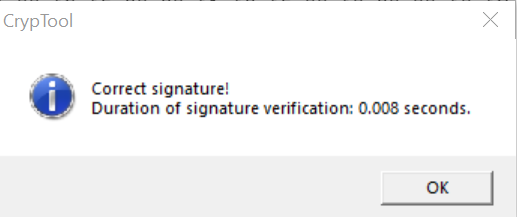 CrypTool
Correct signature!
Duration of signature verification: 0.008 seconds.
OK